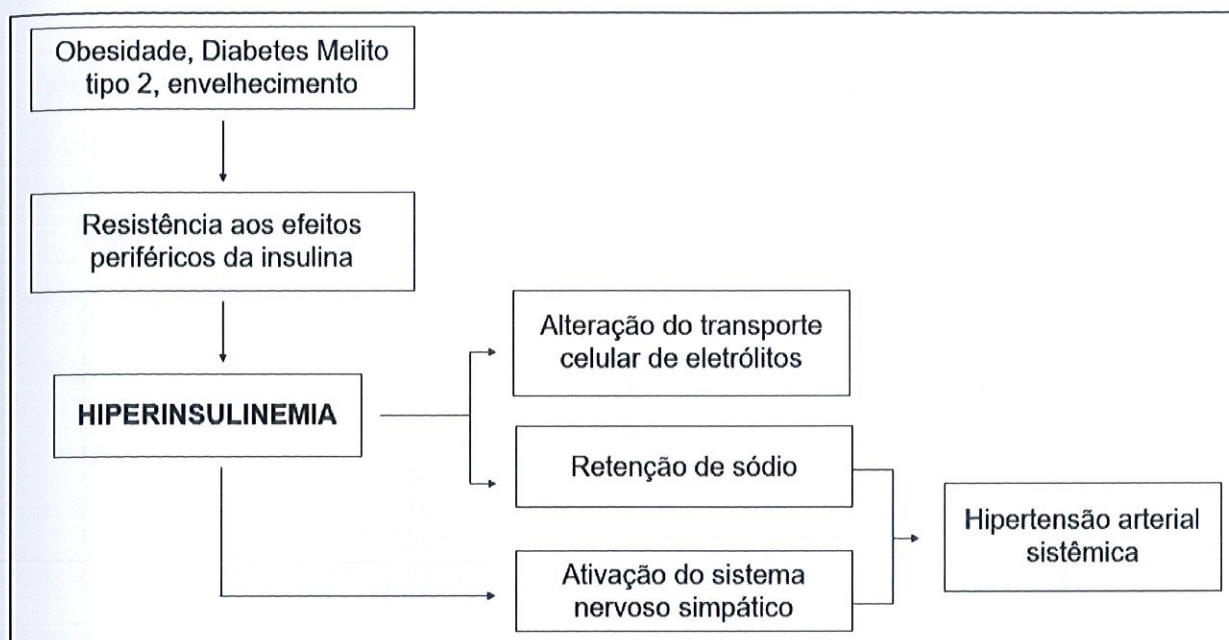 Obesidade, Diabetes Melito
tipo 2, envelhecimento
Resistência aos efeitos
periféricos da insulina
HIPERINSULINEMIA
Alteração do transporte
celular de eletrólitos
Retenção de sódio
Ativação do sistema
nervoso simpático
Hipertensão arterial
sistêmica